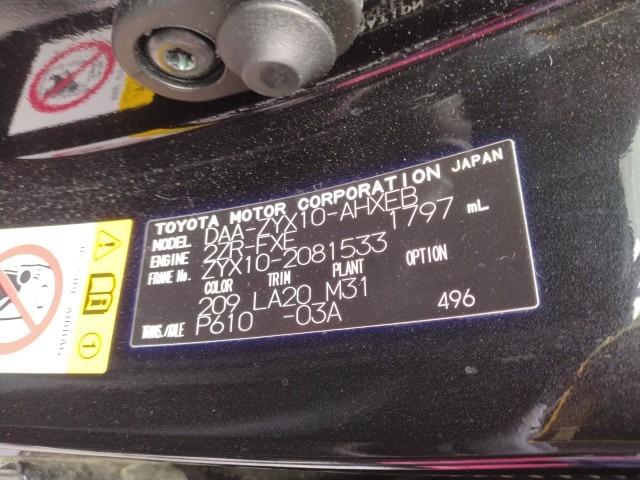 TOYOTA MOTOR CORPORATION JAPAN
MODEL DAA-ZYX10-AHXEB
ENGINE 2ZR-FXE 1797 mL
FRAME No. ZYX10-2081533
COLOR TRIM PLANT OPTION
209 LA20 M31
TRANS./AXLE P610 -03A 496
1